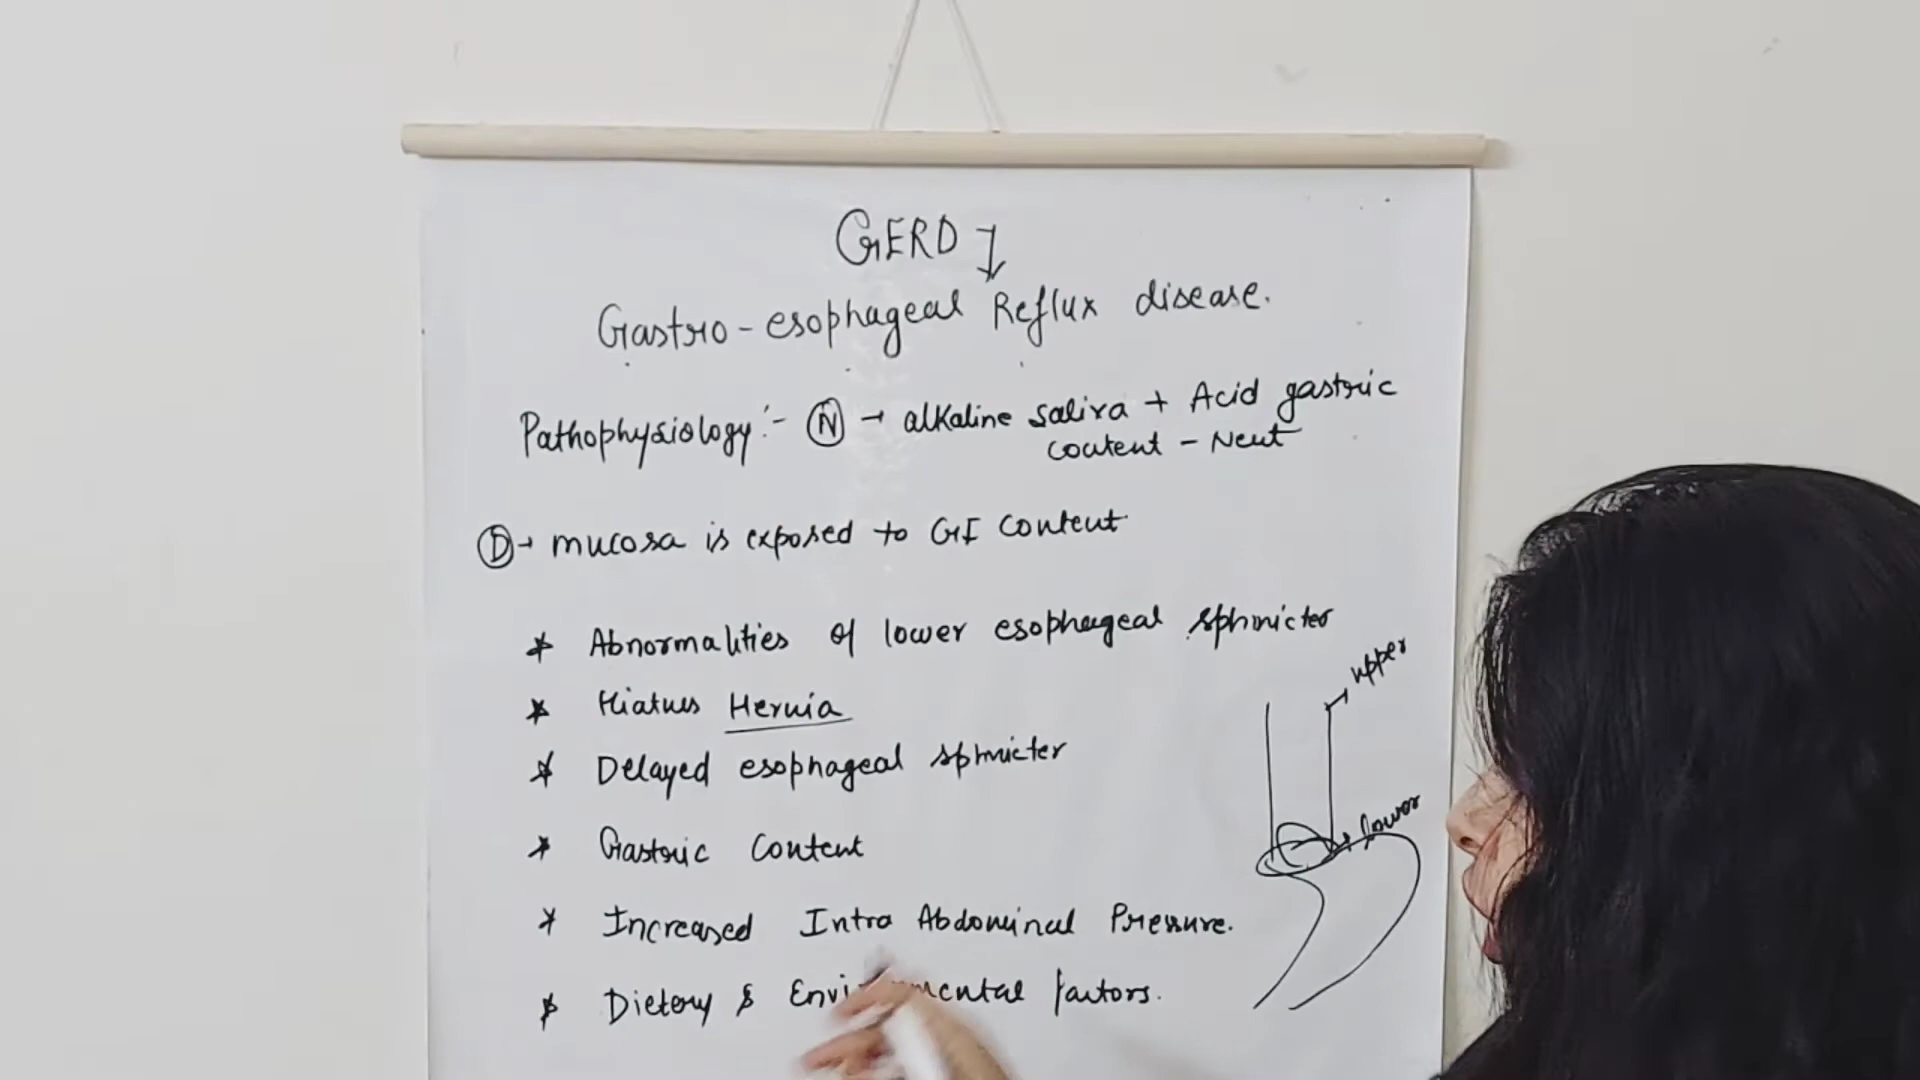 GERD
Gastro-esophageal Reflux disease.
Pathophysiology:- N → alkaline saliva + Acid gastric
content - Neut
D → mucosa is exposed to GI content
* Abnormalities of lower esophageal sphincter
* Hiatus Hernia
* Delayed esophageal sphincter
* Gastric Content
* Increased Intra Abdominal Pressure.
* Dietary & factors.
upper
lower